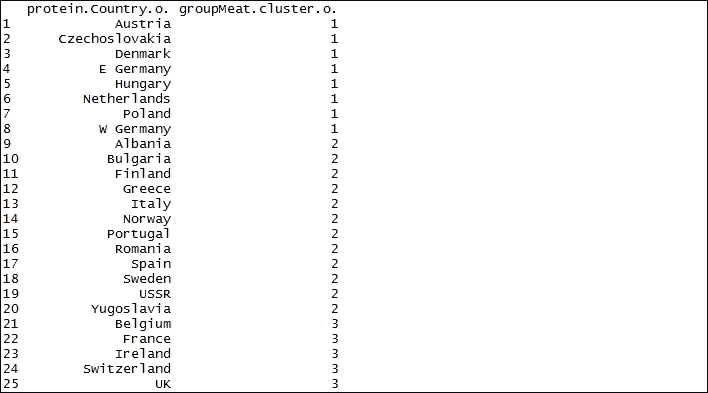 protein.Country.o. groupMeat.cluster.o.
1 Austria 1
2 Czechoslovakia 1
3 Denmark 1
4 E Germany 1
5 Hungary 1
6 Netherlands 1
7 Poland 1
8 W Germany 1
9 Albania 2
10 Bulgaria 2
11 Finland 2
12 Greece 2
13 Italy 2
14 Norway 2
15 Portugal 2
16 Romania 2
17 Spain 2
18 Sweden 2
19 USSR 2
20 Yugoslavia 2
21 Belgium 3
22 France 3
23 Ireland 3
24 Switzerland 3
25 UK 3